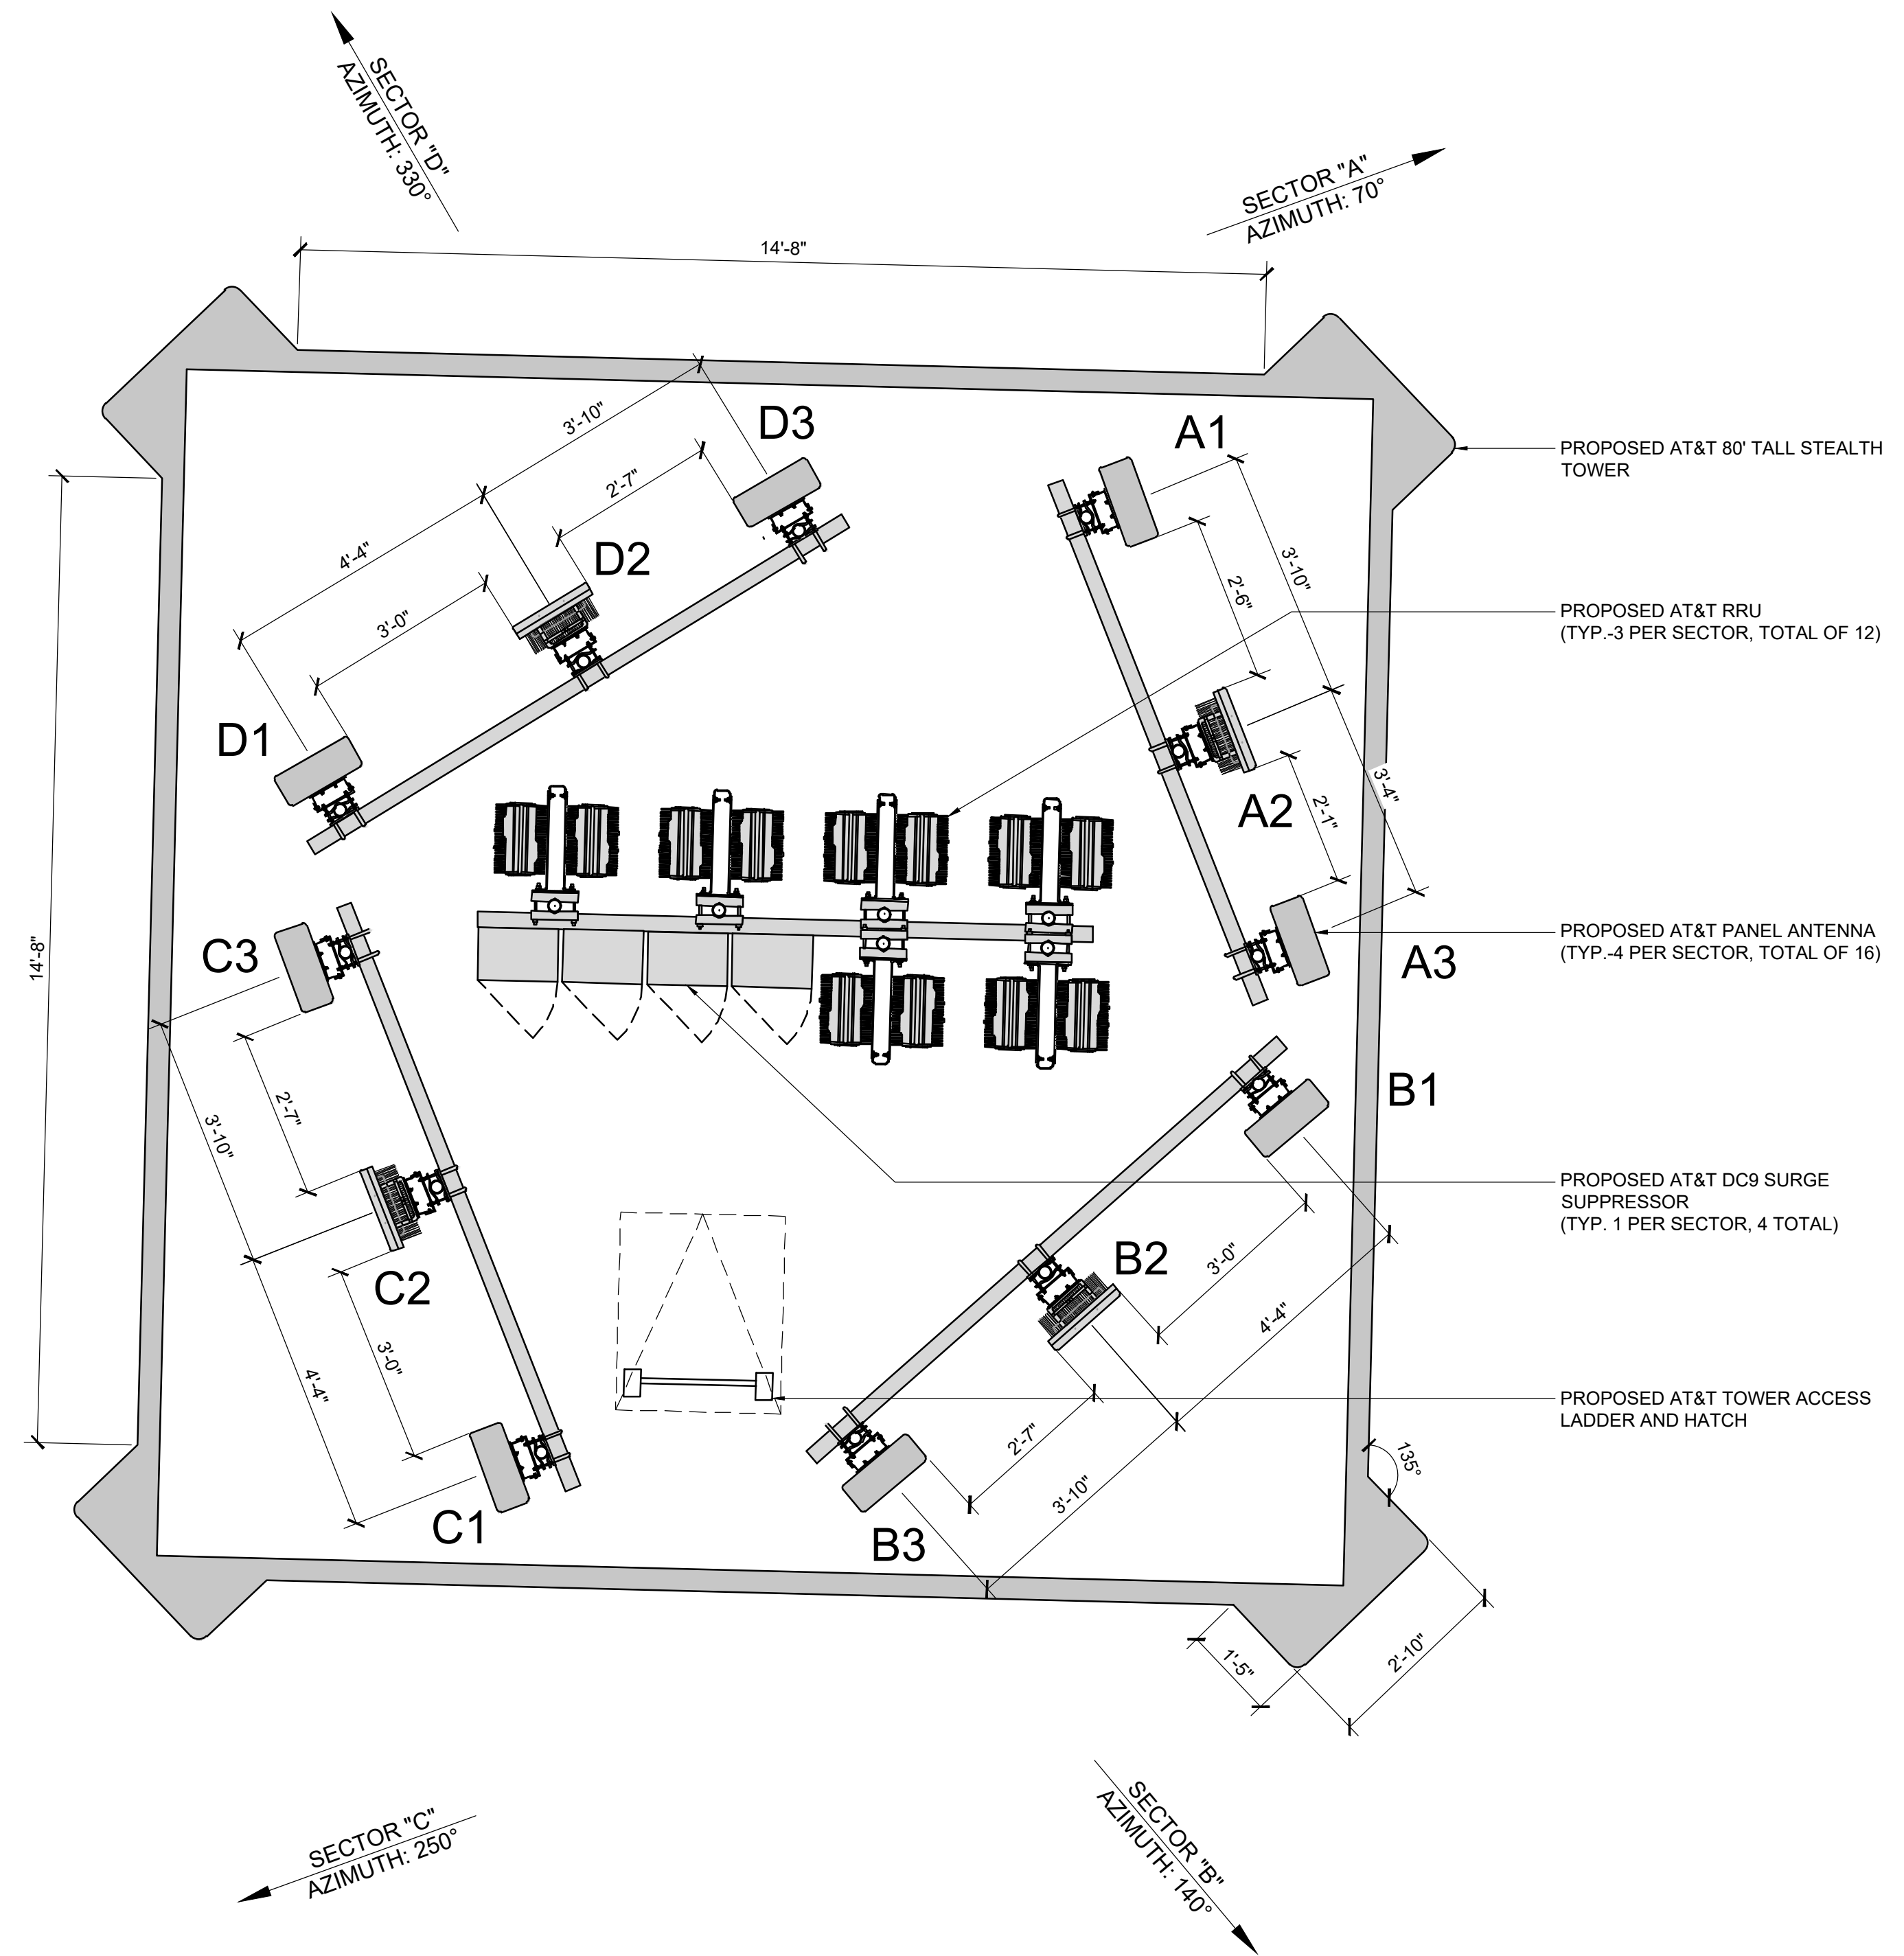 SECTOR "D"
AZIMUTH: 330°
SECTOR "A"
AZIMUTH: 70°
14'-8"
D3
A1
3'-10"
2'-7"
PROPOSED AT&T 80' TALL STEALTH
TOWER
4'-4"
D2
3'-10"
2'-6"
3'-0"
PROPOSED AT&T RRU
(TYP.-3 PER SECTOR, TOTAL OF 12)
D1
3'-4"
A2
2'-1"
14'-8"
C3
A3
PROPOSED AT&T PANEL ANTENNA
(TYP.-4 PER SECTOR, TOTAL OF 16)
B1
2'-7"
3'-10"
PROPOSED AT&T DC9 SURGE
SUPPRESSOR
(TYP. 1 PER SECTOR, 4 TOTAL)
C2
B2
3'-0"
4'-4"
3'-0"
4'-4"
PROPOSED AT&T TOWER ACCESS
LADDER AND HATCH
2'-7"
135°
3'-10"
C1
B3
1'-5"
2'-10"
SECTOR "C"
AZIMUTH: 250°
SECTOR "B"
AZIMUTH: 140°